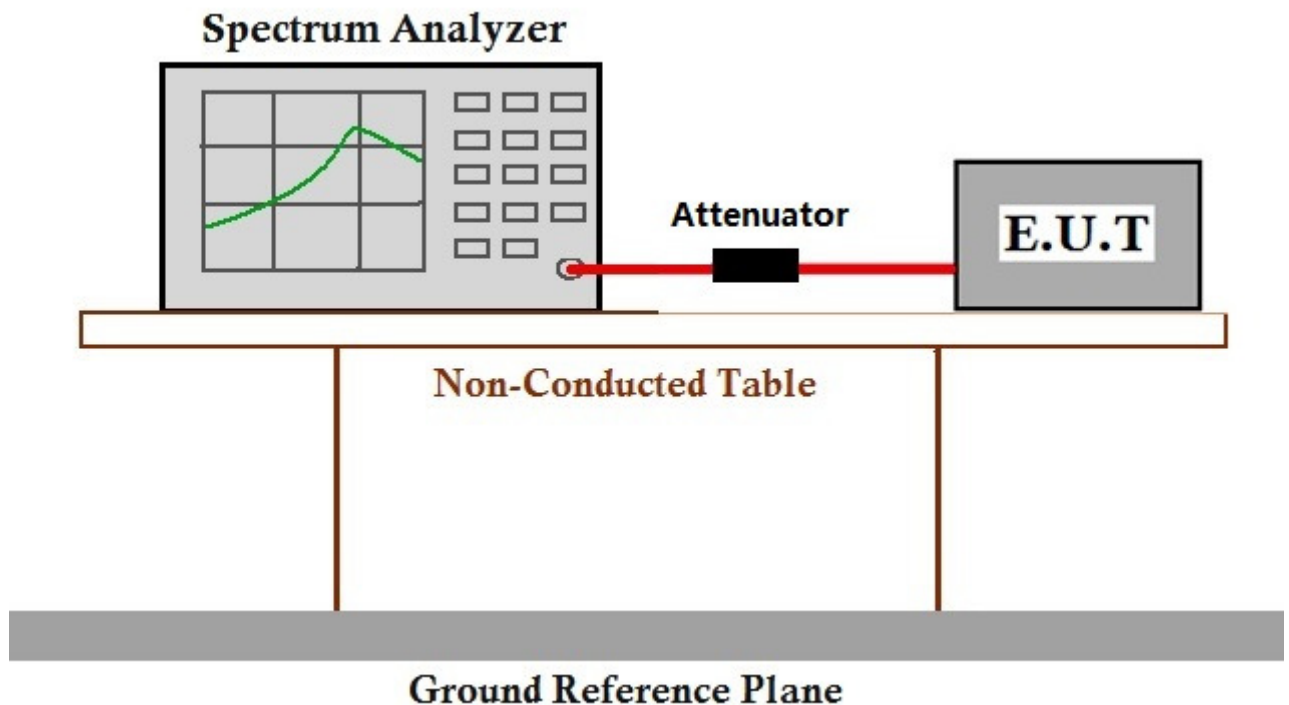 Spectrum Analyzer
Attenuator
E.U.T
Non-Conducted Table
Ground Reference Plane